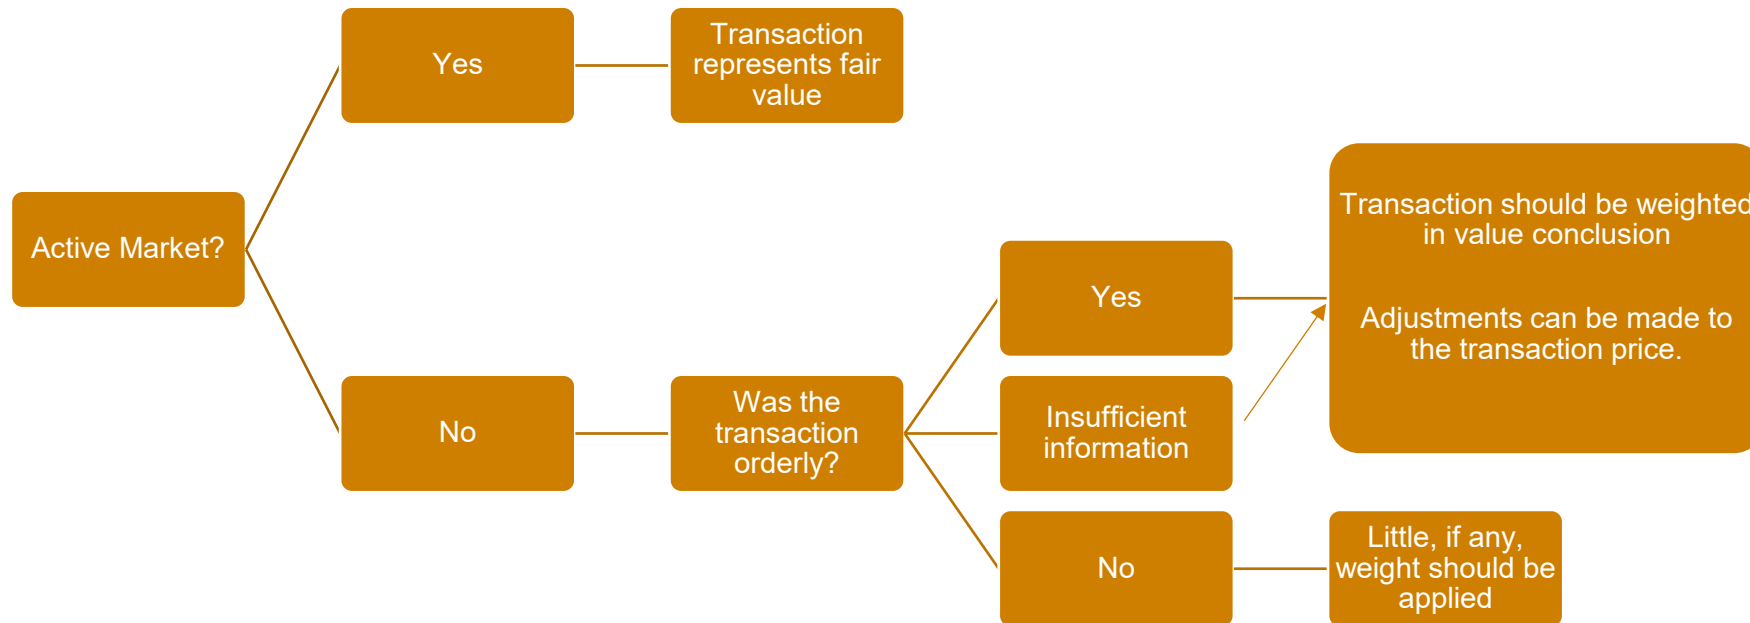 Active Market?
Yes
Transaction
represents fair
value
No
Was the
transaction
orderly?
Yes
Insufficient
information
No
Transaction should be weighted
in value conclusion
Adjustments can be made to
the transaction price.
Little, if any,
weight should be
applied